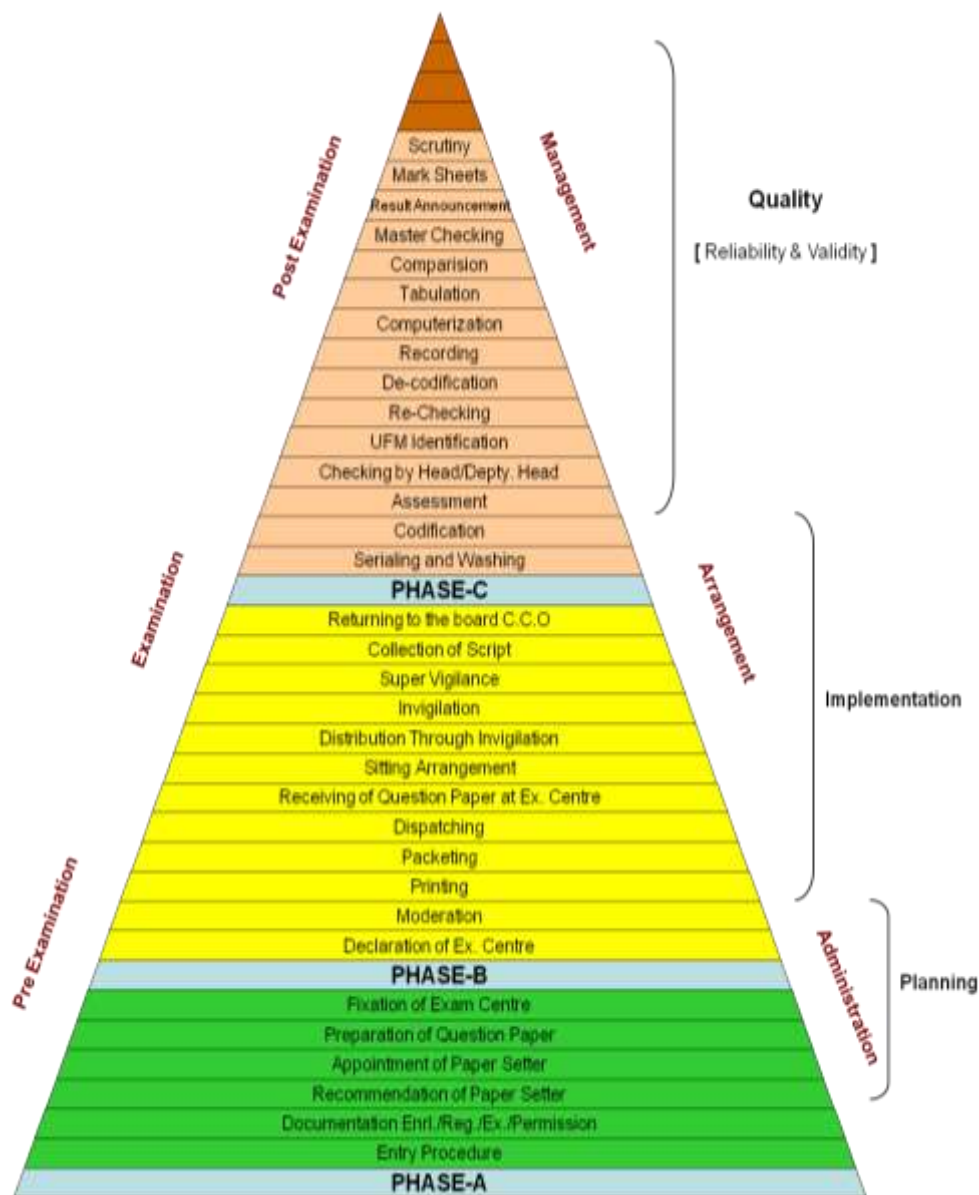 Scrutiny
Mark Sheets
Result Announcement
Master Checking
Comparision
Tabulation
Computerization
Recording
De-codification
Re-Checking
UFM Identification
Checking by Head/Depty. Head
Assessment
Codification
Serialing and Washing
PHASE-C
Returning to the board C.C.O
Collection of Script
Super Vigilance
Invigilation
Distribution Through Invigilation
Sitting Arrangement
Receiving of Question Paper at Ex. Centre
Dispatching
Packeting
Printing
Moderation
Declaration of Ex. Centre
PHASE-B
Fixation of Exam Centre
Preparation of Question Paper
Appointment of Paper Setter
Recommendation of Paper Setter
Documentation Enrl./Reg./Ex./Permission
Entry Procedure
PHASE-A
Post Examination
Examination
Pre Examination
Management
Arrangement
Administration
Quality
[ Reliability & Validity ]
Implementation
Planning